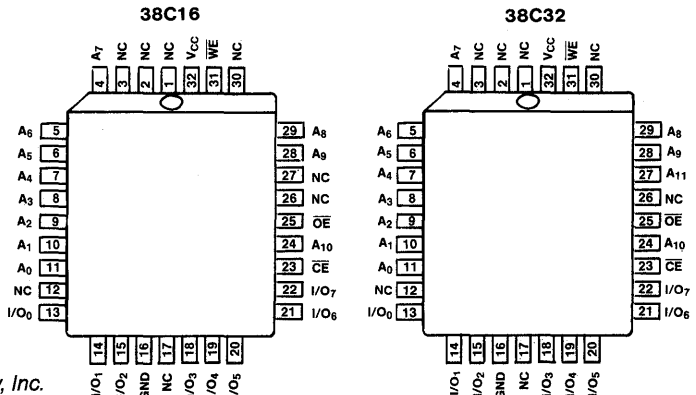 38C16
38C32
A7 NC NC NC VCC WE NC
A7 NC NC NC VCC WE NC
4 3 2 1 32 31 30
4 3 2 1 32 31 30
A6 5 29 A8
A6 5 29 A8
A5 6 28 A9
A5 6 28 A9
A4 7 27 NC
A4 7 27 A11
A3 8 26 NC
A3 8 26 NC
A2 9 25 OE
A2 9 25 OE
A1 10 24 A10
A1 10 24 A10
A0 11 23 CE
A0 11 23 CE
NC 12 22 I/O7
NC 12 22 I/O7
I/O0 13 21 I/O6
I/O0 13 21 I/O6
14 15 16 17 18 19 20
14 15 16 17 18 19 20
I/O1 I/O2 GND NC I/O3 I/O4 I/O5
I/O1 I/O2 GND NC I/O3 I/O4 I/O5
Inc.